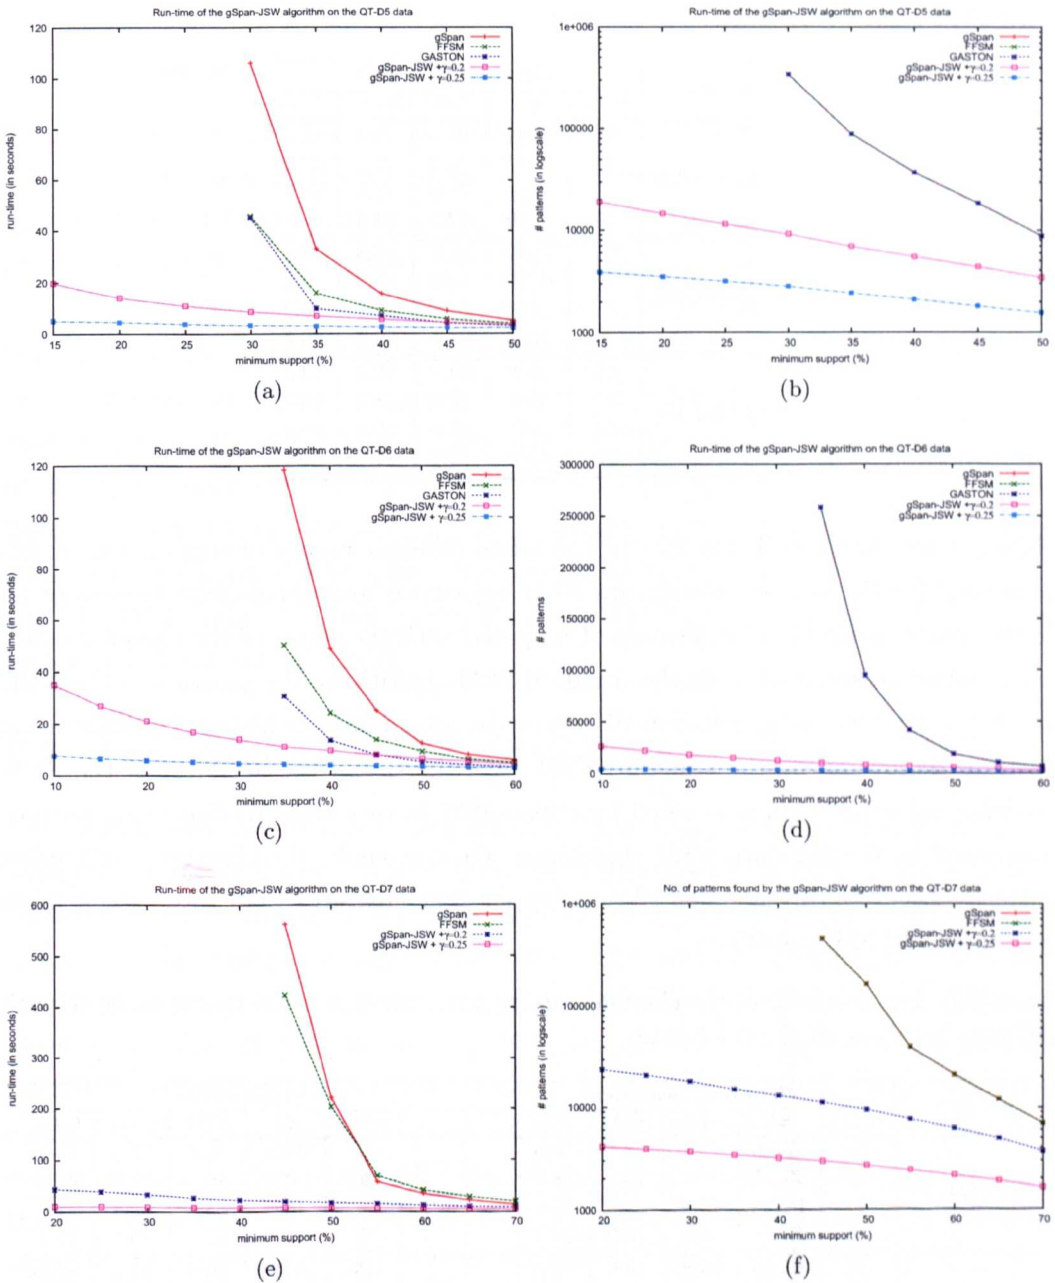 Run-time of the gSpan-JSW algorithm on the QT-D5 data
120
100
80
60
40
20
0
15 20 25 30 35 40 45 50
run-time (in seconds)
minimum support (%)
gSpan
FFSM
GASTON
gSpan-JSW +γ=0.2
gSpan-JSW + γ=0.25
(a)
Run-time of the gSpan-JSW algorithm on the QT-D5 data
1e+006
100000
10000
1000
15 20 25 30 35 40 45 50
# patterns (in logscale)
minimum support (%)
gSpan
FFSM
GASTON
gSpan-JSW +γ=0.2
gSpan-JSW + γ=0.25
(b)
Run-time of the gSpan-JSW algorithm on the QT-D6 data
120
100
80
60
40
20
0
10 20 30 40 50 60
run-time (in seconds)
minimum support (%)
gSpan
FFSM
GASTON
gSpan-JSW +γ=0.2
gSpan-JSW + γ=0.25
(c)
Run-time of the gSpan-JSW algorithm on the QT-D6 data
300000
250000
200000
150000
100000
50000
0
10 20 30 40 50 60
# patterns
minimum support (%)
gSpan
FFSM
GASTON
gSpan-JSW +γ=0.2
gSpan-JSW + γ=0.25
(d)
Run-time of the gSpan-JSW algorithm on the QT-D7 data
600
500
400
300
200
100
0
20 30 40 50 60 70
run-time (in seconds)
minimum support (%)
gSpan
FFSM
gSpan-JSW +γ=0.2
gSpan-JSW + γ=0.25
(e)
No. of patterns found by the gSpan-JSW algorithm on the QT-D7 data
1e+006
100000
10000
1000
20 30 40 50 60 70
# patterns (in logscale)
minimum support (%)
gSpan
FFSM
gSpan-JSW +γ=0.2
gSpan-JSW + γ=0.25
(f)